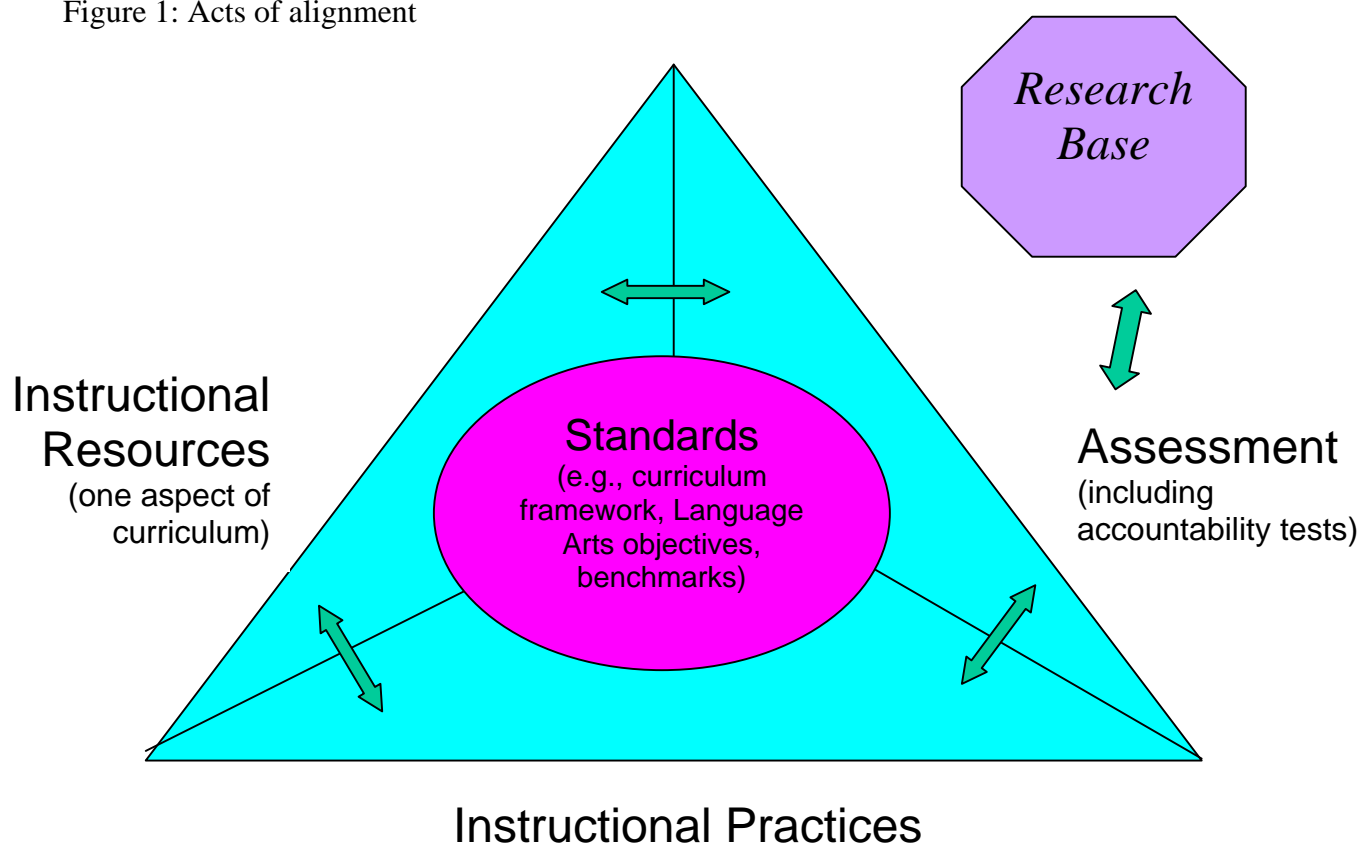 Figure 1: Acts of alignment
Research
Base
Instructional
Resources
(one aspect of
curriculum)
Standards
(e.g., curriculum
framework, Language
Arts objectives,
benchmarks)
Assessment
(including
accountability tests)
Instructional Practices